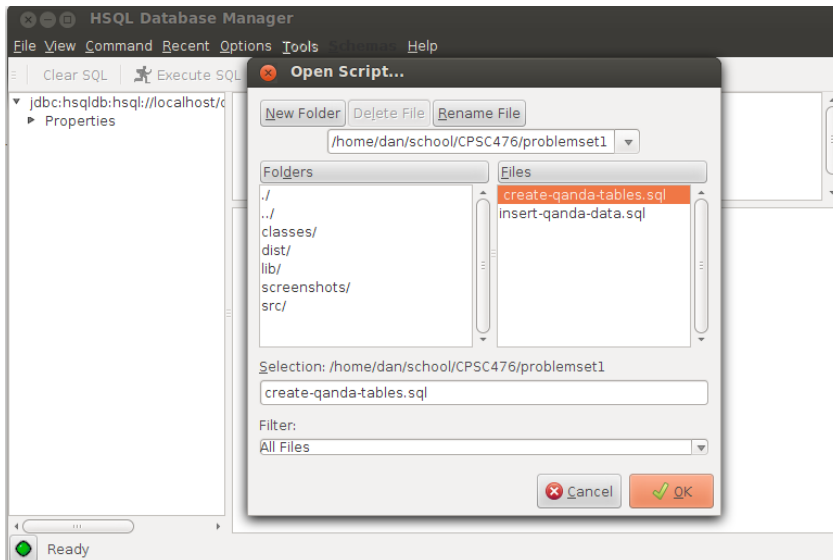 HSQL Database Manager
File View Command Recent Options Tools Schemas Help
Clear SQL Execute SQL
Open Script...
jdbc:hsqldb:hsql://localhost/
Properties
New Folder Delete File Rename File
/home/dan/school/CPSC476/problemset1
Folders Files
./ create-qanda-tables.sql
../ insert-qanda-data.sql
classes/
dist/
lib/
screenshots/
src/
Selection: /home/dan/school/CPSC476/problemset1
create-qanda-tables.sql
Filter:
All Files
Cancel OK
Ready